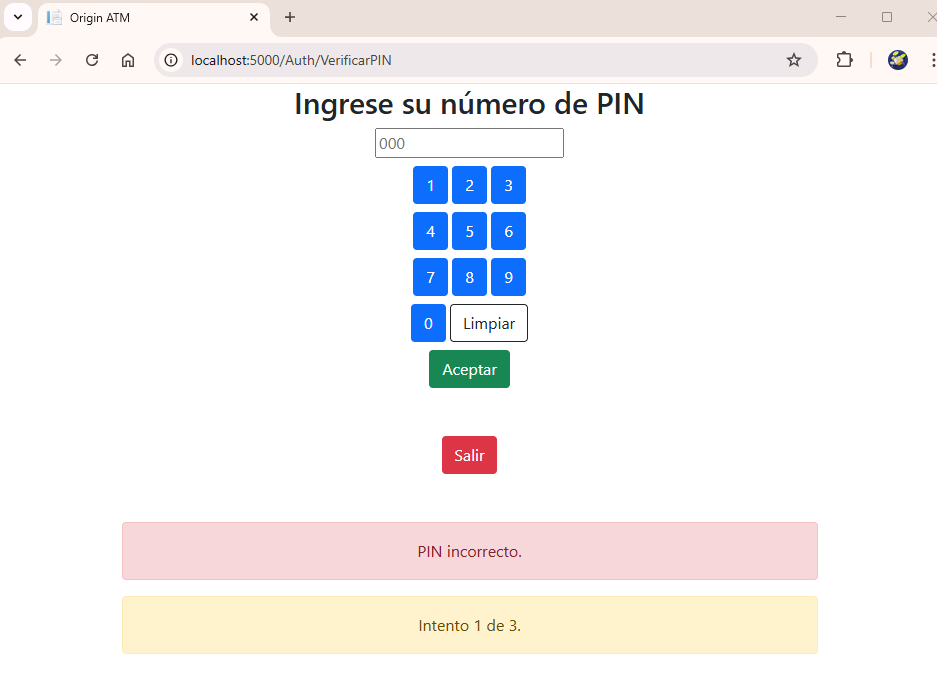 Origin ATM
localhost:5000/Auth/VerificarPIN
Ingrese su número de PIN
000
1 2 3
4 5 6
7 8 9
0 Limpiar
Aceptar
Salir
PIN incorrecto.
Intento 1 de 3.